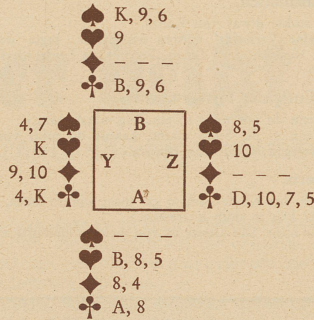 ♠ K, 9, 6
♥ 9
♦ — — —
♣ B, 9, 6
4, 7 ♠
K ♥
9, 10 ♦
4, K ♣
B
Y Z
A
♠ 8, 5
♥ 10
♦ — — —
♣ D, 10, 7, 5
♠ — — —
♥ B, 8, 5
♦ 8, 4
♣ A, 8